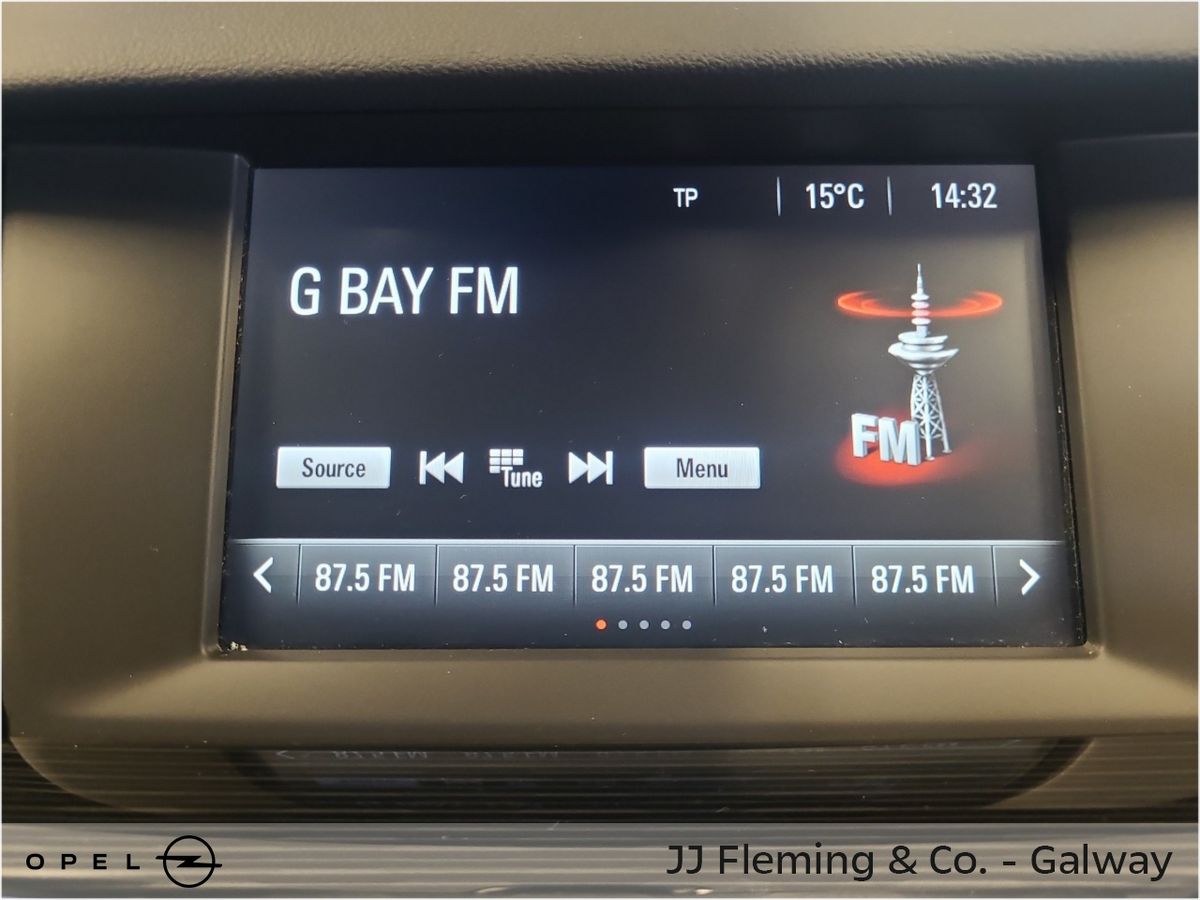 TP 15°C 14:32
G BAY FM
FM
Source Tune Menu
87.5 FM 87.5 FM 87.5 FM 87.5 FM 87.5 FM
OPEL JJ Fleming & Co. - Galway